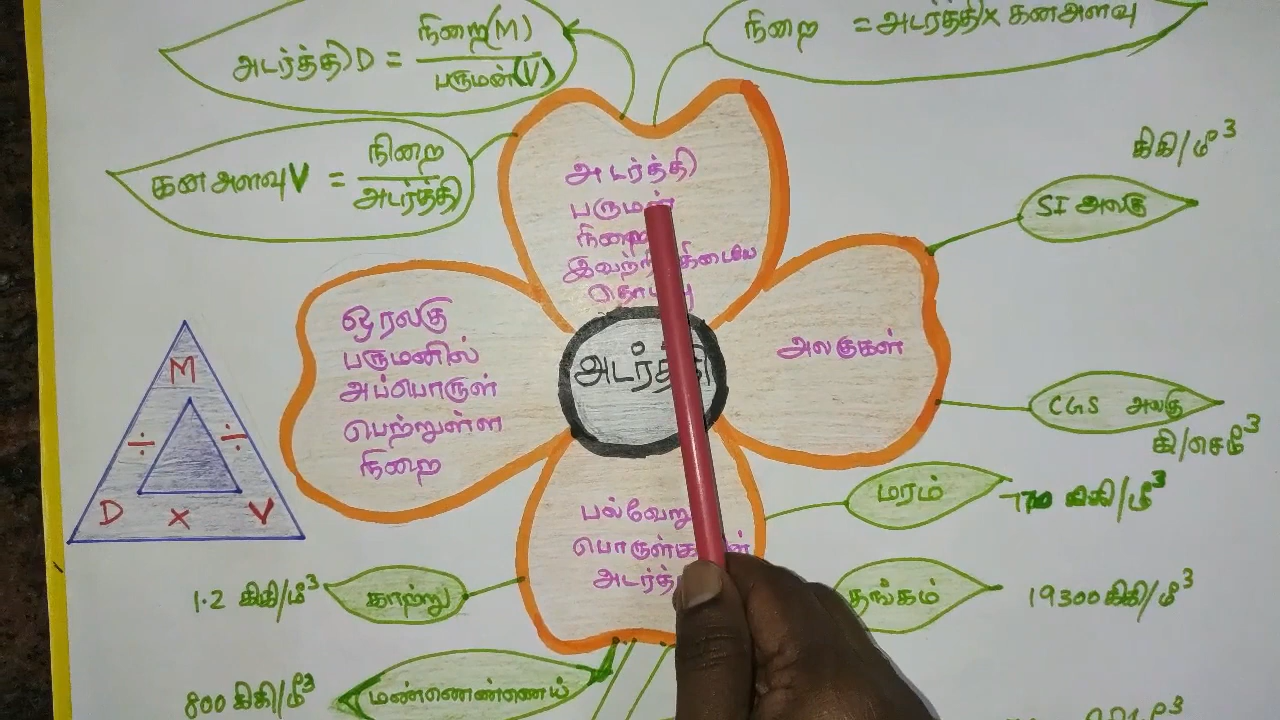 அடர்த்தி D = நிறை(M)
பருமன்(V)
நிறை = அடர்த்தி x கனஅளவு
கனஅளவு V = நிறை
அடர்த்தி
கிகி/மீ³
SI அலகு
அடர்த்தி
பருமன்
நிறை
ஒரலகு
பருமனில்
அப்பொருள்
பெற்றுள்ள
நிறை
அடர்த்தி
அலகுகள்
CGS அலகு
கி/செமீ³
M
÷ ÷
D x V
மரம்
770 கிகி/மீ³
பல்வேறு
1.2 கிகி/மீ³
காற்று
தங்கம்
19300 கிகி/மீ³
800 கிகி/மீ³
மண்ணெண்ணெய்